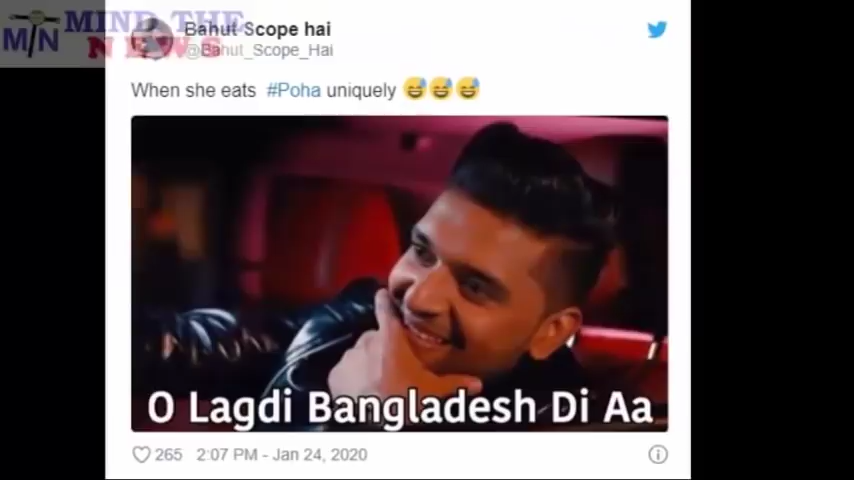 MIN MIND THE
NEWS
Bahut Scope hai
@Bahut_Scope_Hai
When she eats #Poha uniquely 😅😅😅
O Lagdi Bangladesh Di Aa
265 2:07 PM - Jan 24, 2020